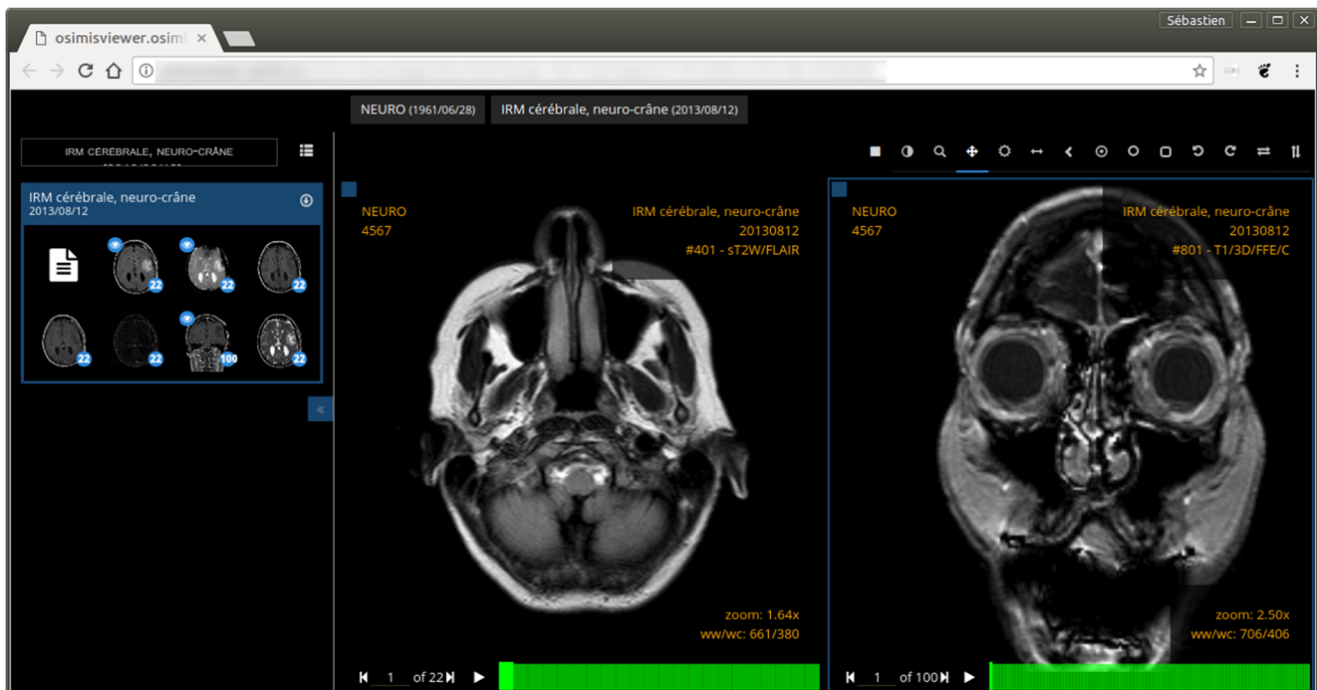 Sébastien
osimisviewer.osimi
NEURO (1961/06/28)
IRM cérébrale, neuro-crâne (2013/08/12)
IRM CÉRÉBRALE, NEURO-CRÂNE
IRM cérébrale, neuro-crâne
2013/08/12
22
22
22
22
22
100
22
«
NEURO
4567
IRM cérébrale, neuro-crâne
20130812
#401 - sT2W/FLAIR
zoom: 1.64x
ww/wc: 661/380
1 of 22
NEURO
4567
IRM cérébrale, neuro-crâne
20130812
#801 - T1/3D/FFE/C
zoom: 2.50x
ww/wc: 706/406
1 of 100